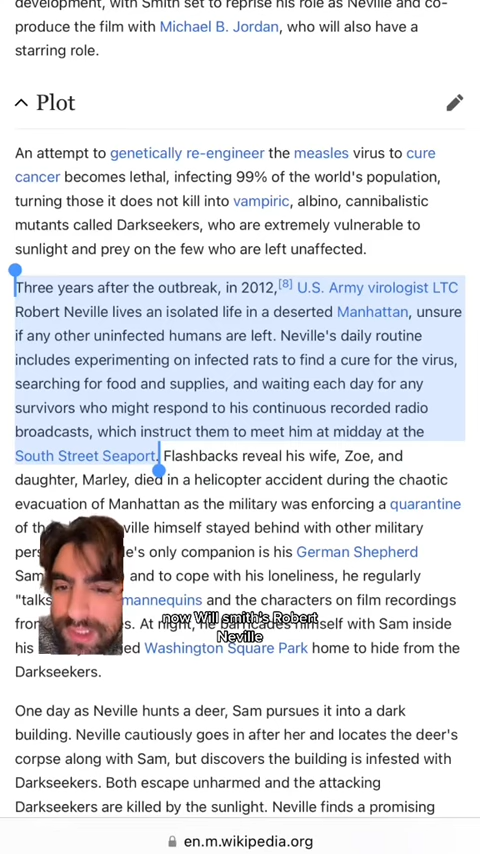 development, with Smith set to reprise his role as Neville and co-
produce the film with Michael B. Jordan, who will also have a
starring role.
Plot
An attempt to genetically re-engineer the measles virus to cure
cancer becomes lethal, infecting 99% of the world's population,
turning those it does not kill into vampiric, albino, cannibalistic
mutants called Darkseekers, who are extremely vulnerable to
sunlight and prey on the few who are left unaffected.
Three years after the outbreak, in 2012,[8] U.S. Army virologist LTC
Robert Neville lives an isolated life in a deserted Manhattan, unsure
if any other uninfected humans are left. Neville's daily routine
includes experimenting on infected rats to find a cure for the virus,
searching for food and supplies, and waiting each day for any
survivors who might respond to his continuous recorded radio
broadcasts, which instruct them to meet him at midday at the
South Street Seaport. Flashbacks reveal his wife, Zoe, and
daughter, Marley, died in a helicopter accident during the chaotic
evacuation of Manhattan as the military was enforcing a quarantine
of th ville himself stayed behind with other military
pers e's only companion is his German Shepherd
Sam and to cope with his loneliness, he regularly
"talks mannequins and the characters on film recordings
from s. At night, he barricades himself with Sam inside
now Will smith's Robert
Neville
his ed Washington Square Park home to hide from the
Darkseekers.
One day as Neville hunts a deer, Sam pursues it into a dark
building. Neville cautiously goes in after her and locates the deer's
corpse along with Sam, but discovers the building is infested with
Darkseekers. Both escape unharmed and the attacking
Darkseekers are killed by the sunlight. Neville finds a promising
en.m.wikipedia.org